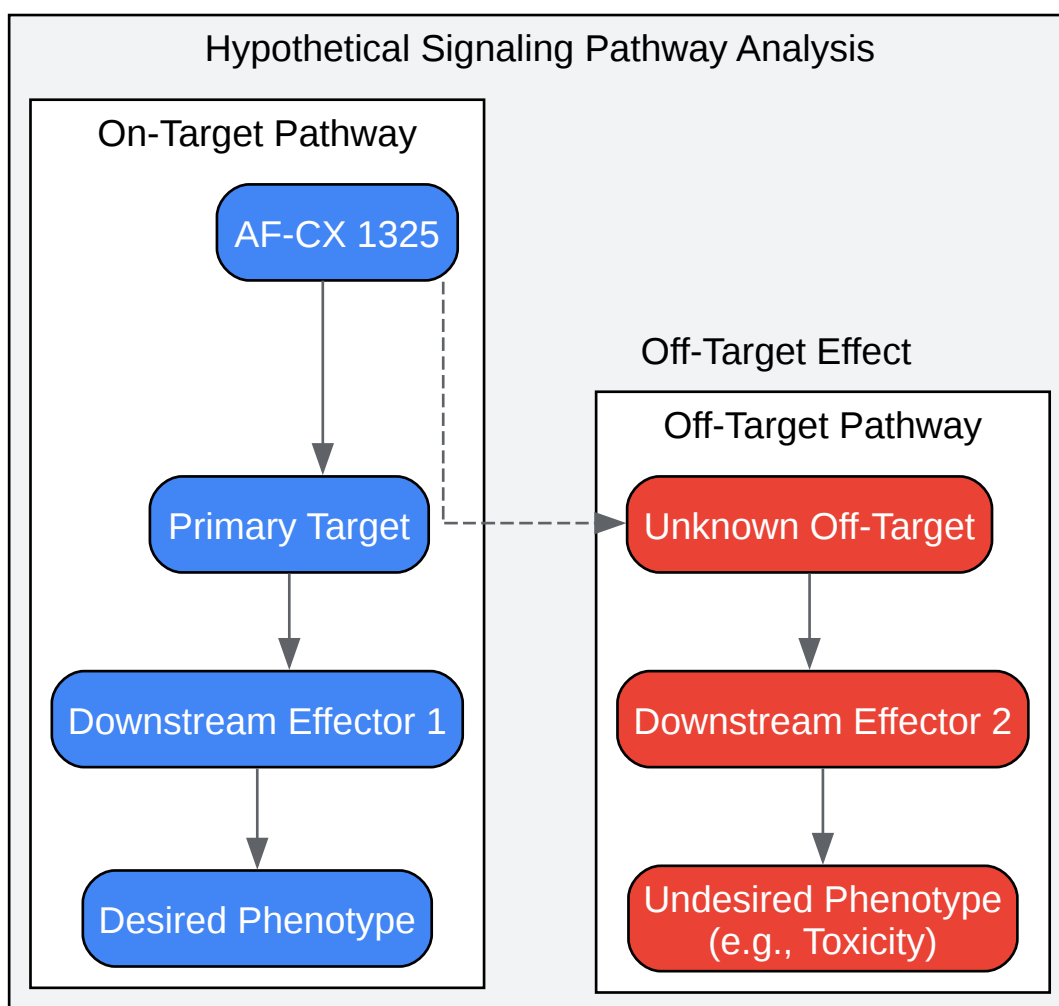 Hypothetical Signaling Pathway Analysis
On-Target Pathway
AF-CX 1325
Primary Target
Downstream Effector 1
Desired Phenotype
Off-Target Effect
Off-Target Pathway
Unknown Off-Target
Downstream Effector 2
Undesired Phenotype
(e.g., Toxicity)